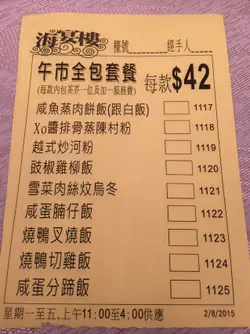 海宴樓 檯號 經手人
午市全包套餐 每款$42
(每款內包茶芥一位及加一服務費)
咸魚蒸肉餅飯(跟白飯) 1117
Xo醬排骨蒸陳村粉 1118
越式炒河粉 1119
豉椒雞柳飯 1120
雪菜肉絲炆烏冬 1121
咸蛋腩仔飯 1122
燒鴨叉燒飯 1123
燒鴨切雞飯 1124
咸蛋分蹄飯 1125
星期一至五,上午11:00至4:00供應 2/8/2015